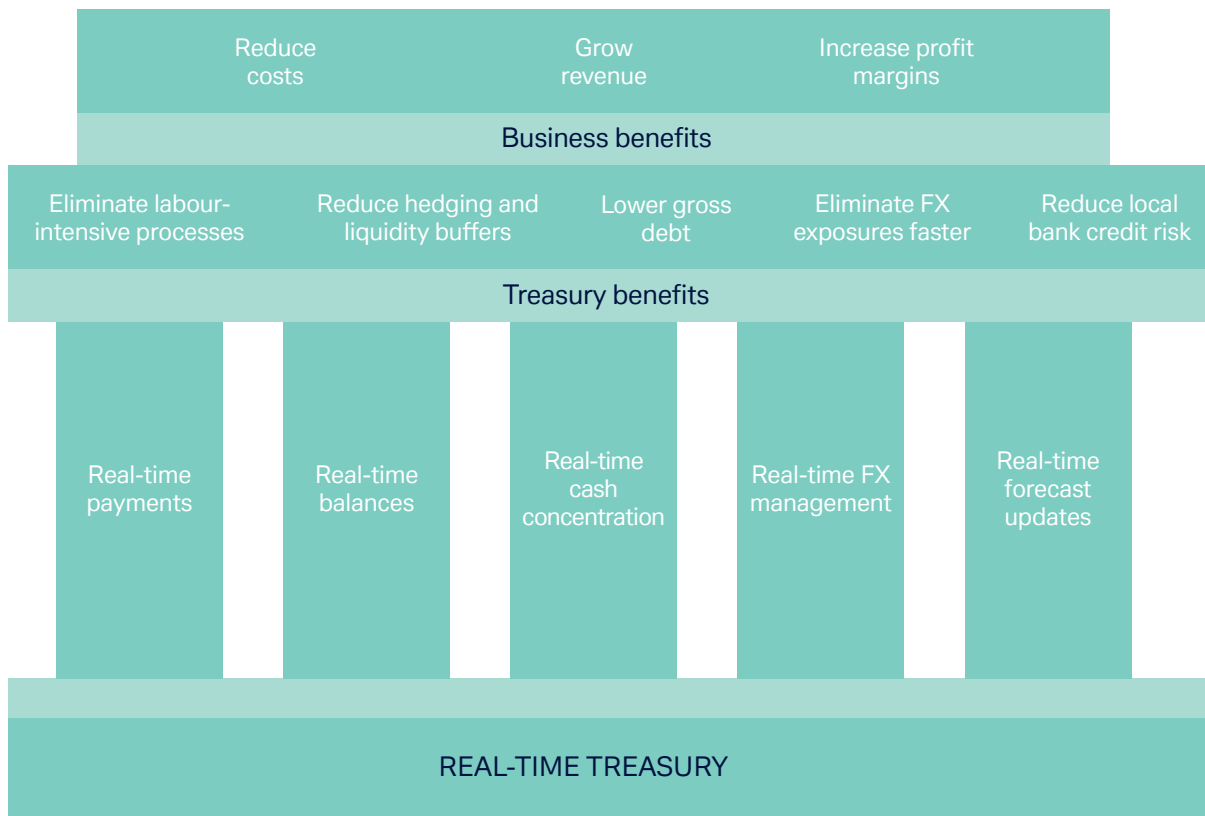 Reduce
costs
Grow
revenue
Increase profit
margins
Business benefits
Eliminate labour-
intensive processes
Reduce hedging and
liquidity buffers
Lower gross
debt
Eliminate FX
exposures faster
Reduce local
bank credit risk
Treasury benefits
Real-time
payments
Real-time
balances
Real-time
cash
concentration
Real-time FX
management
Real-time
forecast
updates
REAL-TIME TREASURY